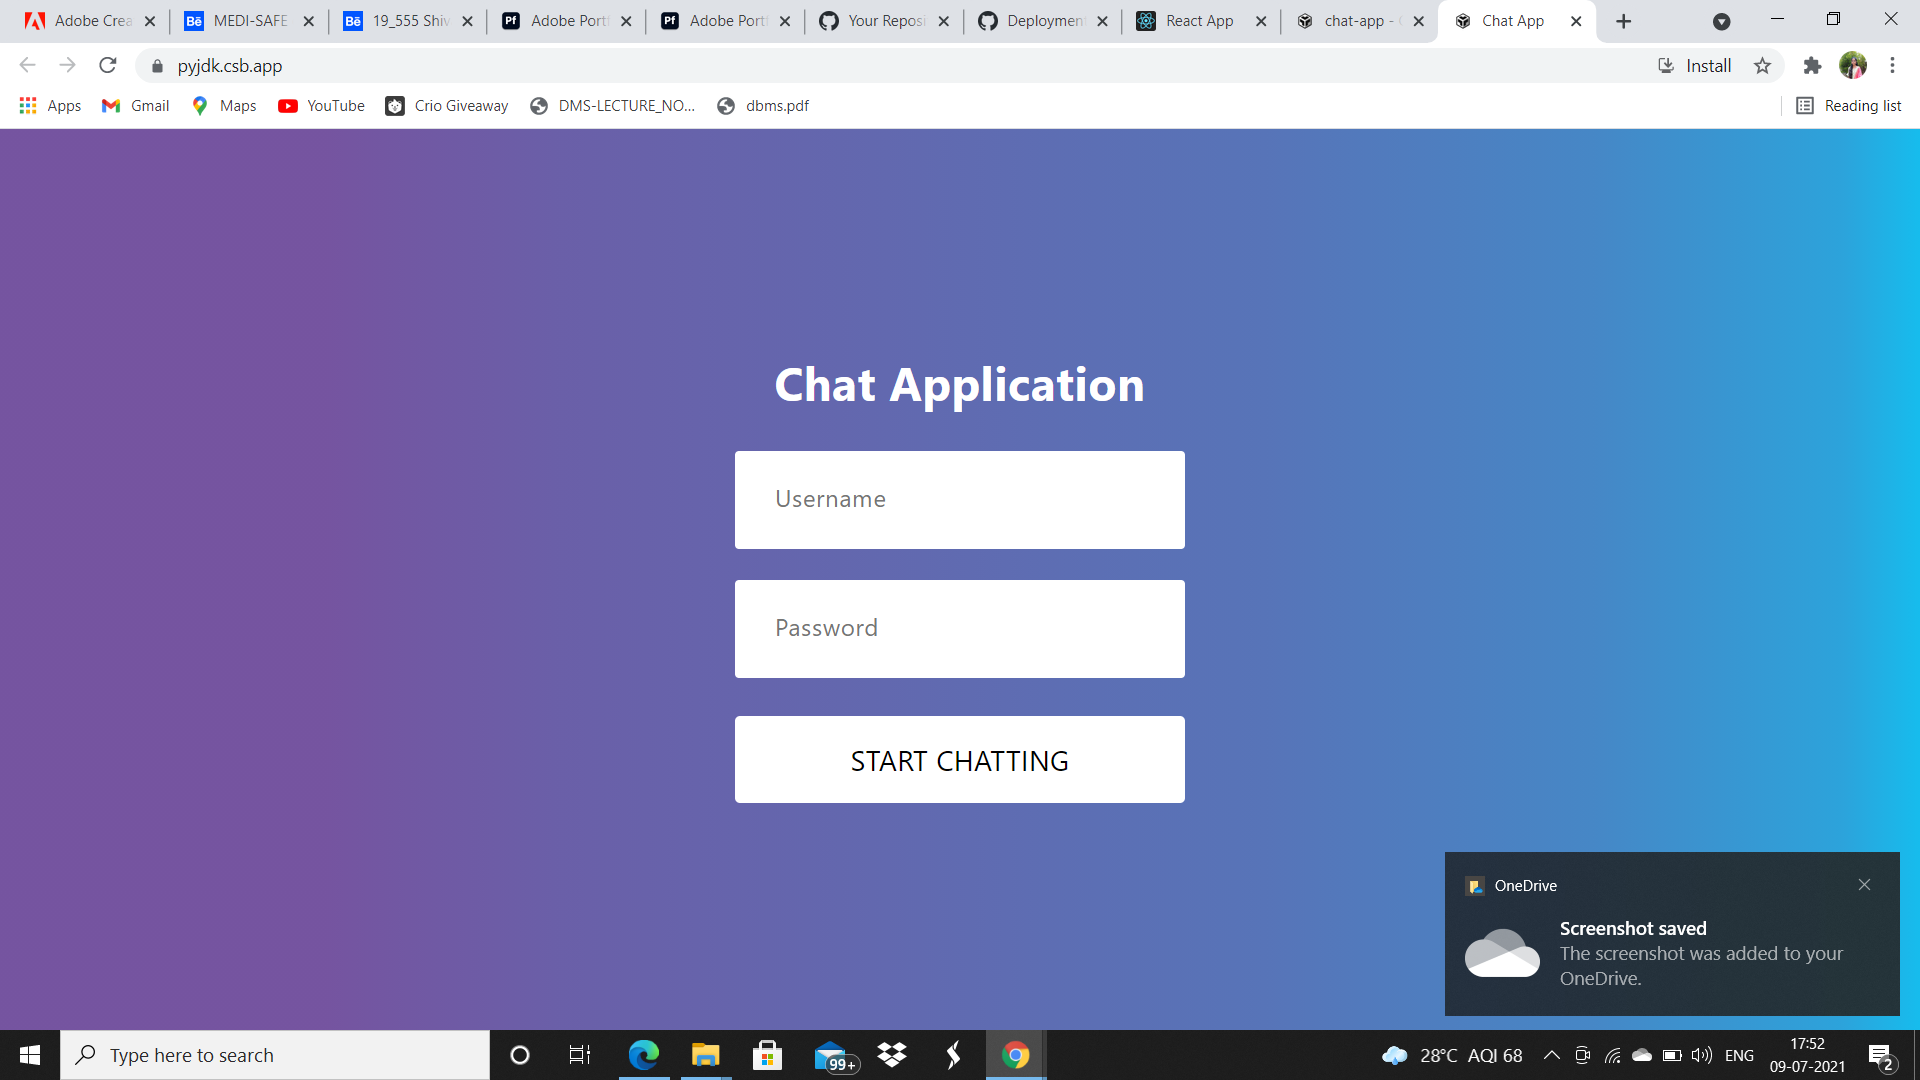 Adobe Crea
MEDI-SAFE
19_555 Shiv
Adobe Port
Adobe Port
Your Reposi
Deployment
React App
chat-app -
Chat App
pyjdk.csb.app
Install
Apps
Gmail
Maps
YouTube
Crio Giveaway
DMS-LECTURE_NO...
dbms.pdf
Reading list
Chat Application
Username
Password
START CHATTING
OneDrive
Screenshot saved
The screenshot was added to your
OneDrive.
Type here to search
99+
28°C AQI 68
ENG
17:52
09-07-2021
2